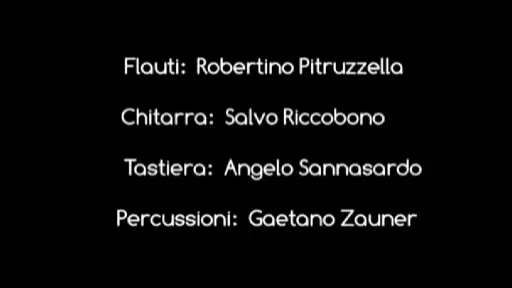 Flauti: Robertino Pitruzzella
Chitarra: Salvo Riccobono
Tastiera: Angelo Sannasardo
Percussioni: Gaetano Zauner